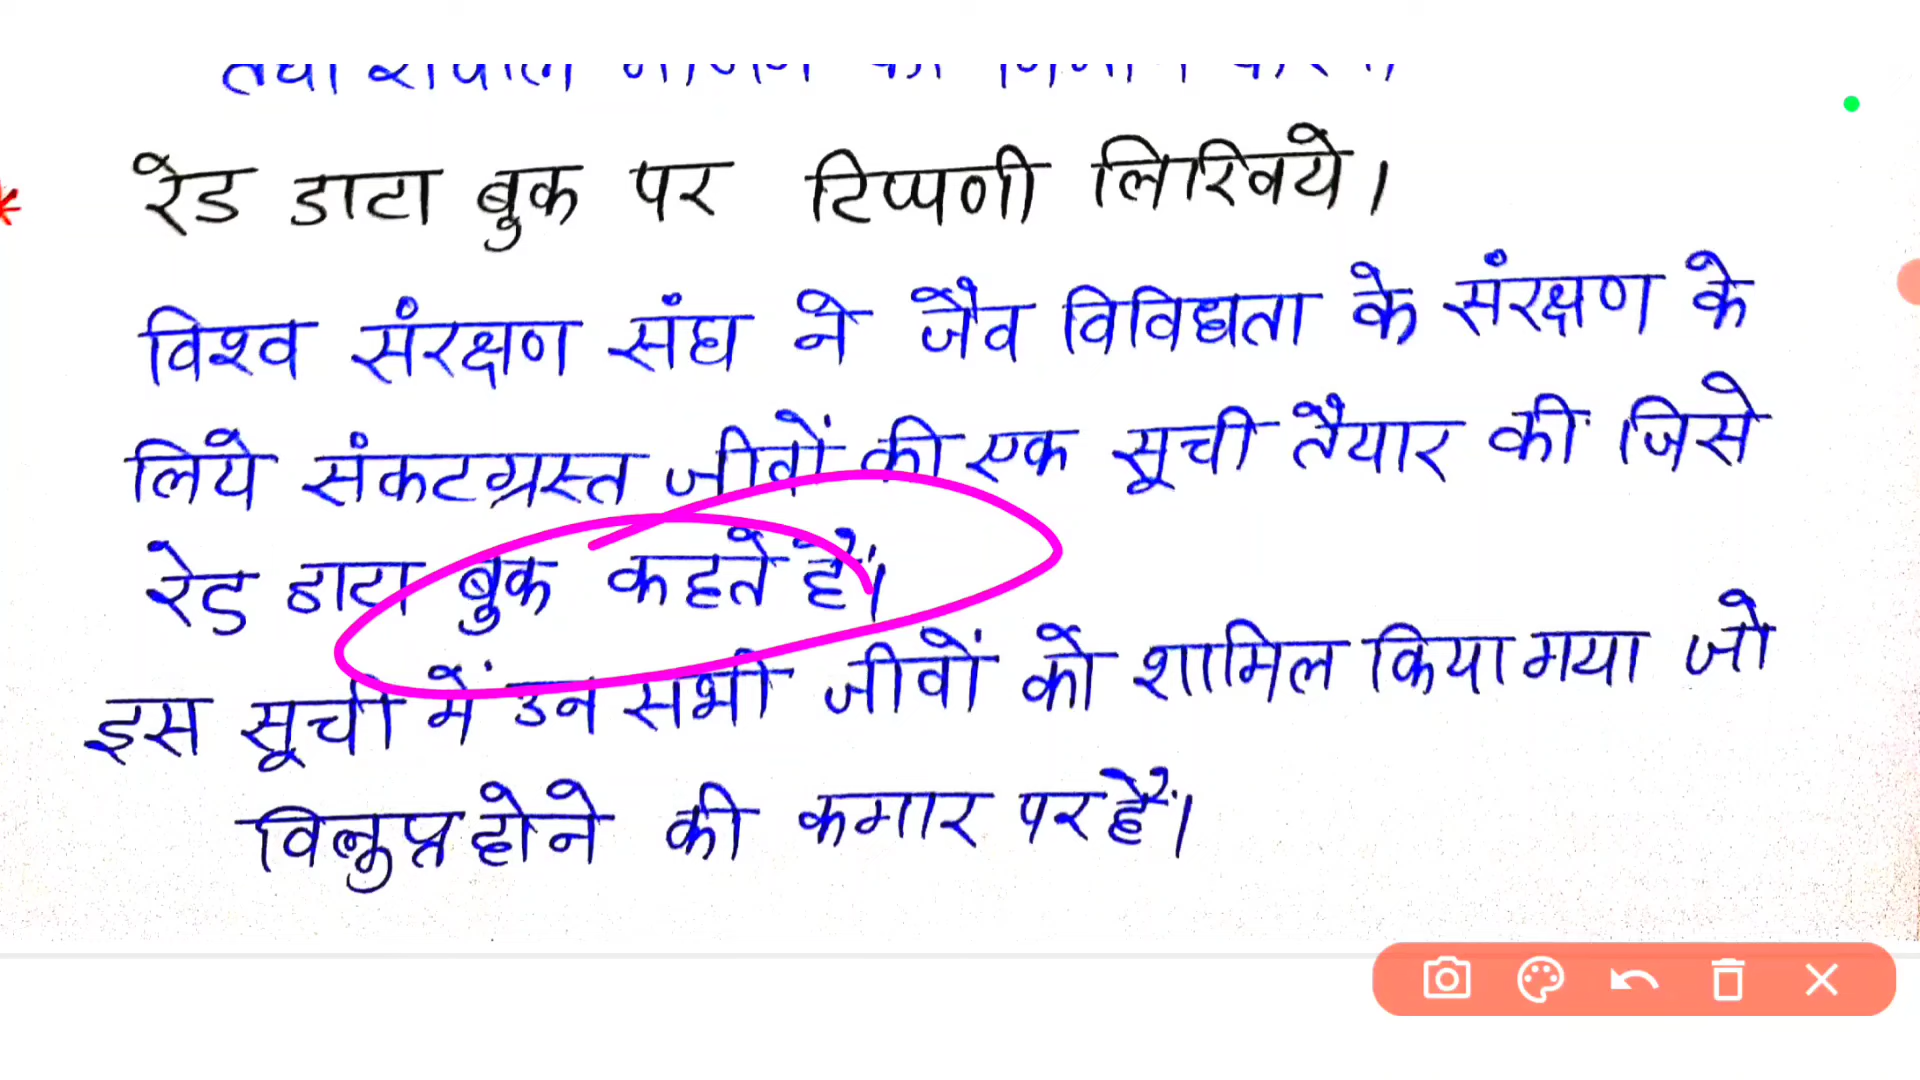 रेड डाटा बुक पर टिप्पणी लिखिये।
विश्व संरक्षण संघ ने जैव विविधता के संरक्षण के
लिये संकटग्रस्त जीवों की एक सूची तैयार की जिसे
रेड डाटा बुक कहते हैं।
इस सूची में उन सभी जीवों को शामिल किया गया जो
विलुप्त होने की कगार पर हैं।